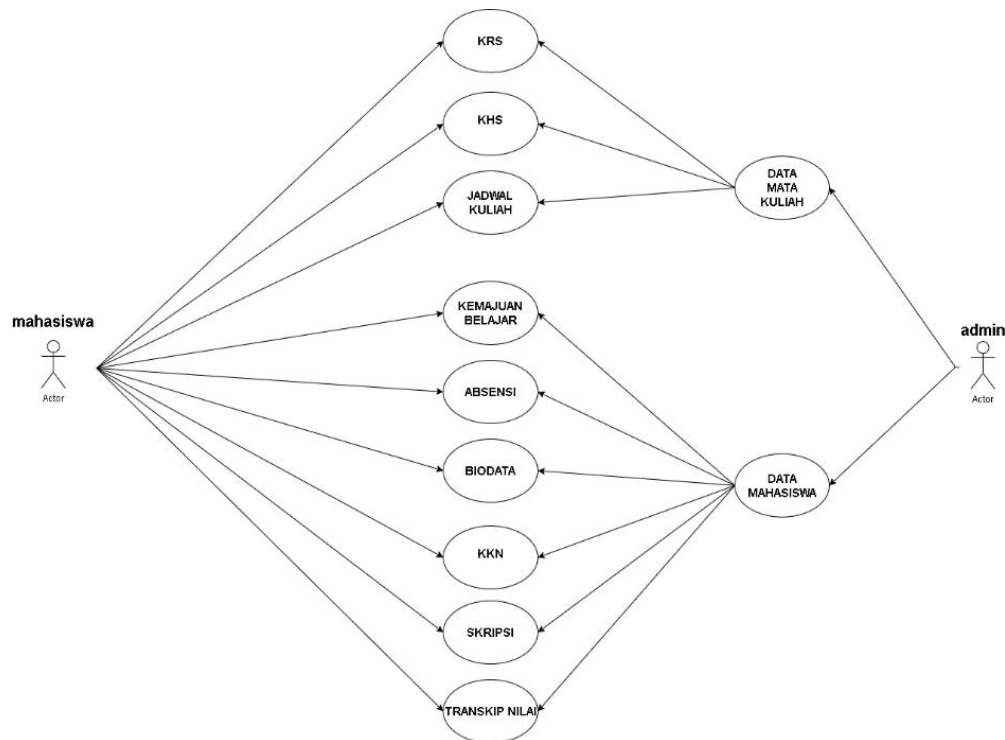 KRS
KHS
DATA
MATA
KULIAH
JADWAL
KULIAH
KEMAJUAN
BELAJAR
mahasiswa
Actor
admin
Actor
ABSENSI
BIODATA
DATA
MAHASISWA
KKN
SKRIPSI
TRANSKIP NILAI